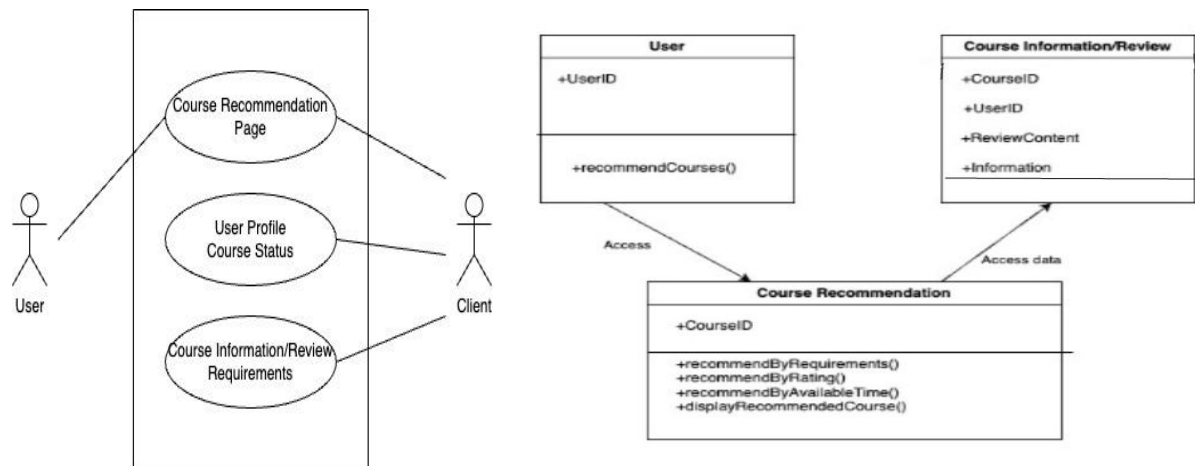 Course Recommendation
Page
User Profile
Course Status
Course Information/Review
Requirements
User
Client
User
+UserID
+recommendCourses()
Course Information/Review
+CourseID
+UserID
+ReviewContent
+Information
Access
Access data
Course Recommendation
+CourseID
+recommendByRequirements()
+recommendByRating()
+recommendByAvailableTime()
+displayRecommendedCourse()